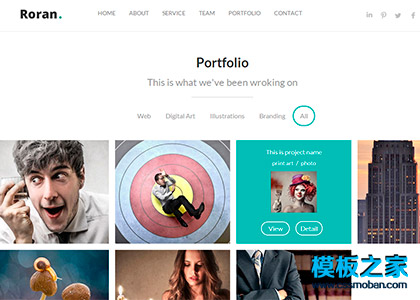 Roran.
HOME ABOUT SERVICE TEAM PORTFOLIO CONTACT
Portfolio
This is what we've been wroking on
Web Digital Art Illustrations Branding All
This is project name
print art / photo
View Detail
模板之家
www.cssmoban.com